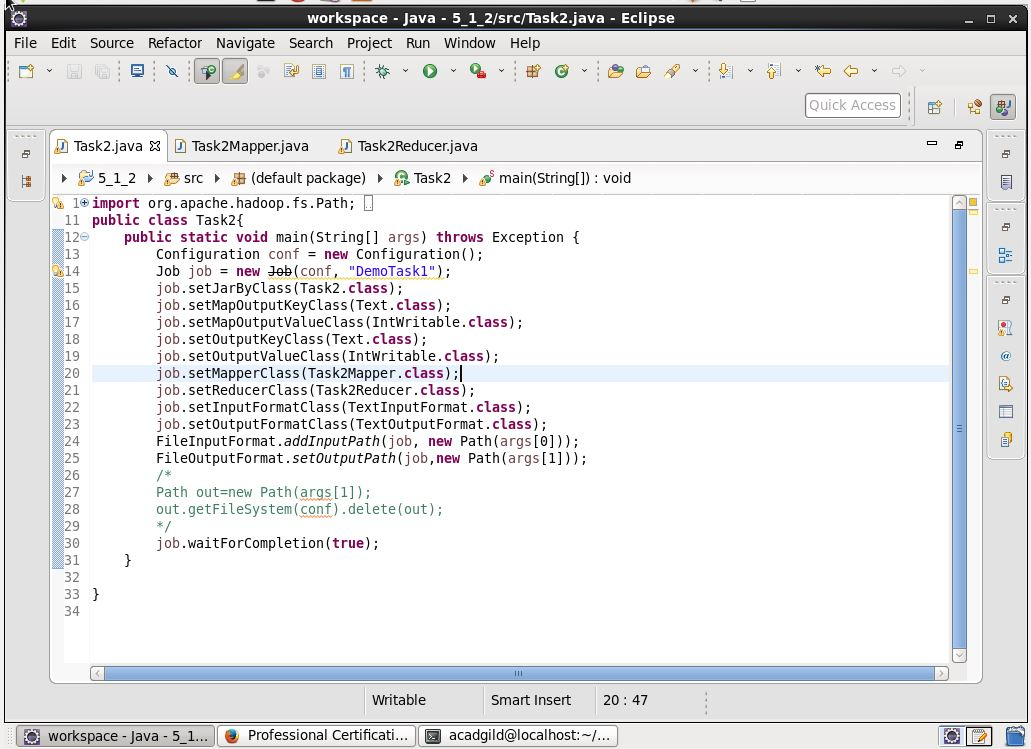 workspace - Java - 5_1_2/src/Task2.java - Eclipse
File Edit Source Refactor Navigate Search Project Run Window Help
Quick Access
Task2.java Task2Mapper.java Task2Reducer.java
5_1_2 src (default package) Task2 main(String[]) : void
1 import org.apache.hadoop.fs.Path;
11 public class Task2{
12 public static void main(String[] args) throws Exception {
13 Configuration conf = new Configuration();
14 Job job = new Job(conf, "DemoTask1");
15 job.setJarByClass(Task2.class);
16 job.setMapOutputKeyClass(Text.class);
17 job.setMapOutputValueClass(IntWritable.class);
18 job.setOutputKeyClass(Text.class);
19 job.setOutputValueClass(IntWritable.class);
20 job.setMapperClass(Task2Mapper.class);
21 job.setReducerClass(Task2Reducer.class);
22 job.setInputFormatClass(TextInputFormat.class);
23 job.setOutputFormatClass(TextOutputFormat.class);
24 FileInputFormat.addInputPath(job, new Path(args[0]));
25 FileOutputFormat.setOutputPath(job,new Path(args[1]));
26 /*
27 Path out=new Path(args[1]);
28 out.getFileSystem(conf).delete(out);
29 */
30 job.waitForCompletion(true);
31 }
32
33 }
34
Writable Smart Insert 20 : 47
workspace - Java - 5_1... Professional Certificati... acadgild@localhost:~/...